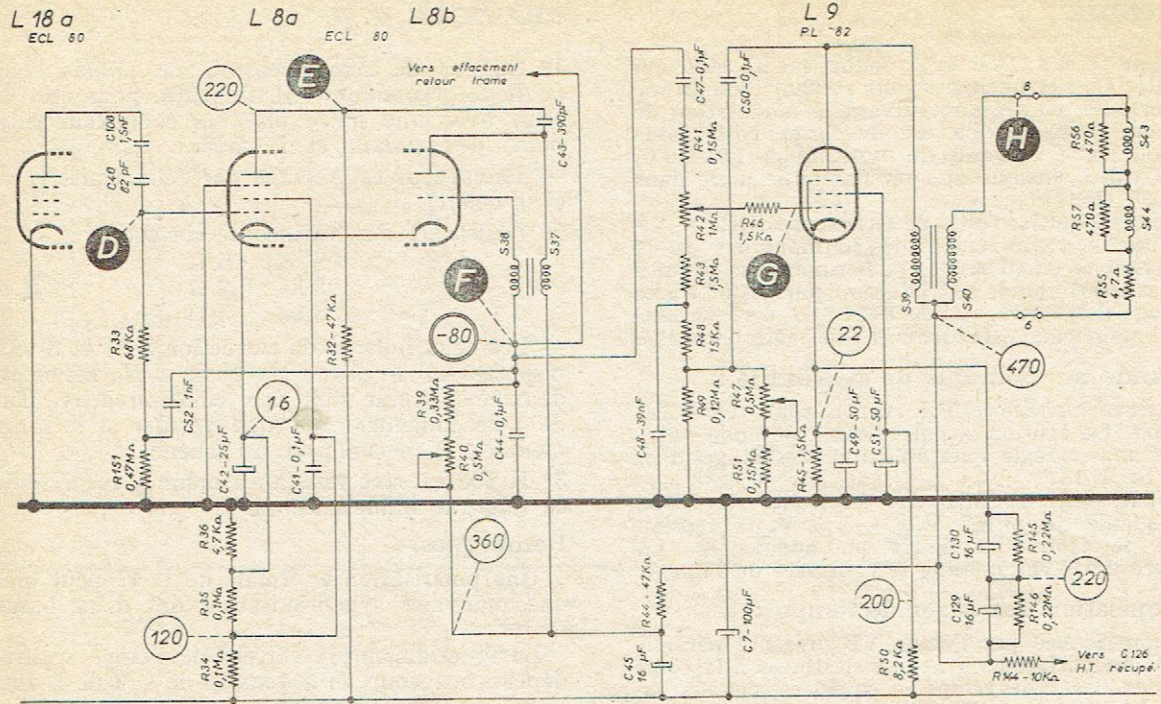 L 18 a
ECL 80
L 8a
ECL 80
L 8b
L 9
PL 82
Vers effacement
retour trame
E
220
C108
1,5nF
C40
82 pF
D
C43-390pF
S38
S37
F
-80
R33
68KΩ
C52-1nF
R151
0,47MΩ
16
C42-25µF
C41-0,1µF
R32-47KΩ
R39
0,33MΩ
R40
0,5MΩ
C44-0,1µF
C47-0,1µF
R41
0,15MΩ
R42
1MΩ
R43
1,5MΩ
R46
1,5KΩ
G
C50-0,1µF
R48
15KΩ
R49
0,12MΩ
C48-39nF
R47
0,5MΩ
R51
0,15MΩ
R45-1,5KΩ
22
C49-50µF
C51-50µF
S39
S40
470
8
H
6
R56
470Ω
S43
R57
470Ω
S44
R55
4,7Ω
R36
4,7KΩ
R35
0,1MΩ
120
R34
0,1MΩ
360
R44-47KΩ
C45
16µF
C7-100µF
200
R50
8,2KΩ
C130
16µF
C129
16µF
R145
0,22MΩ
R146
0,22MΩ
220
R144-10KΩ
Vers C126
H.T. récupé.